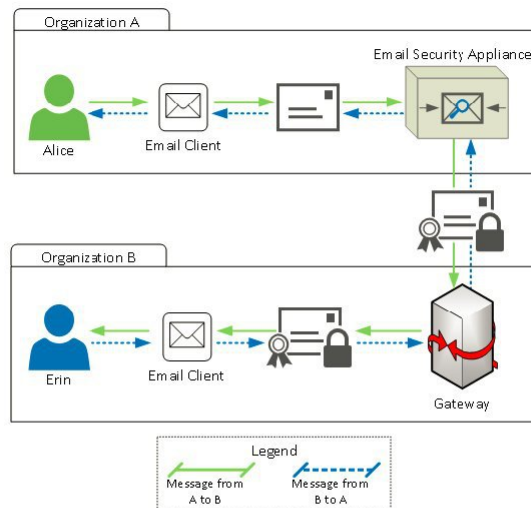 Organization A
Email Security Appliance
Alice
Email Client
Organization B
Erin
Email Client
Gateway
Legend
Message from
A to B
Message from
B to A